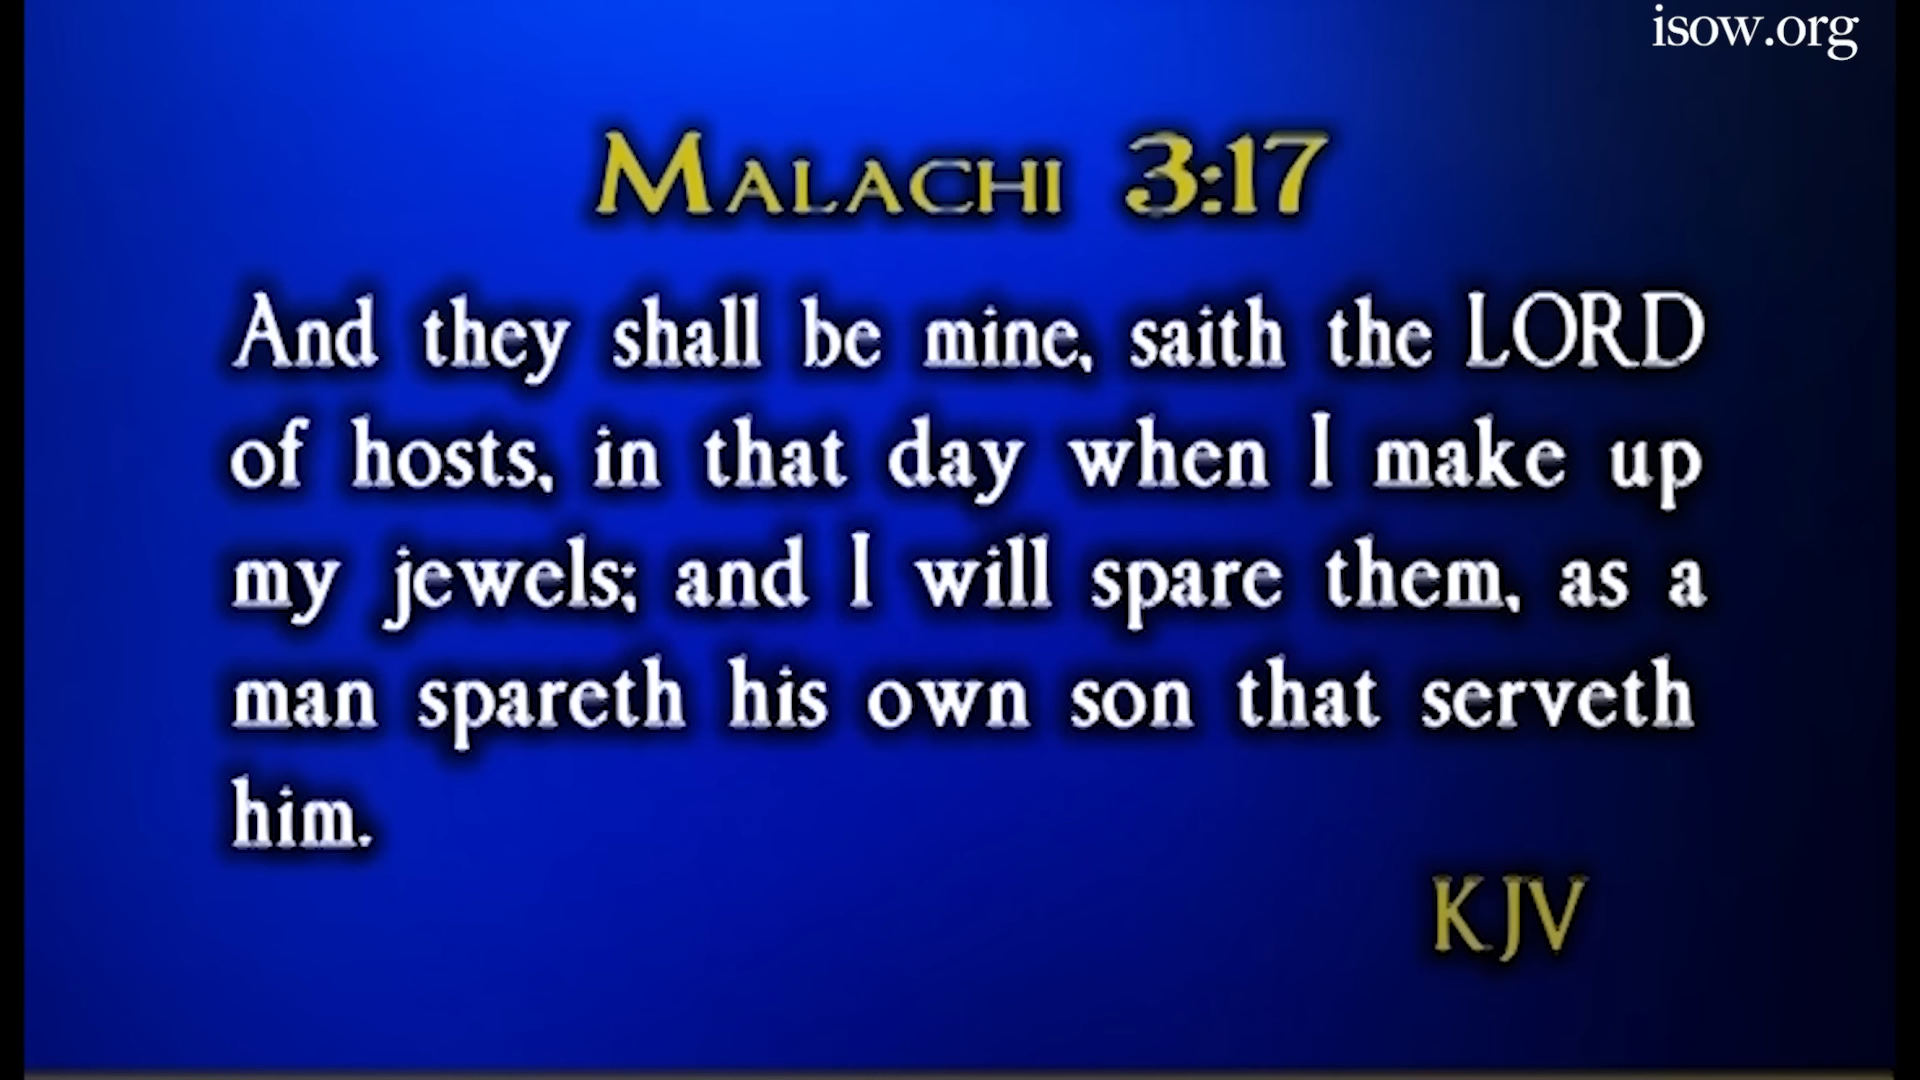 isow.org
Malachi 3:17
And they shall be mine, saith the LORD
of hosts, in that day when I make up
my jewels; and I will spare them, as a
man spareth his own son that serveth
him.
KJV